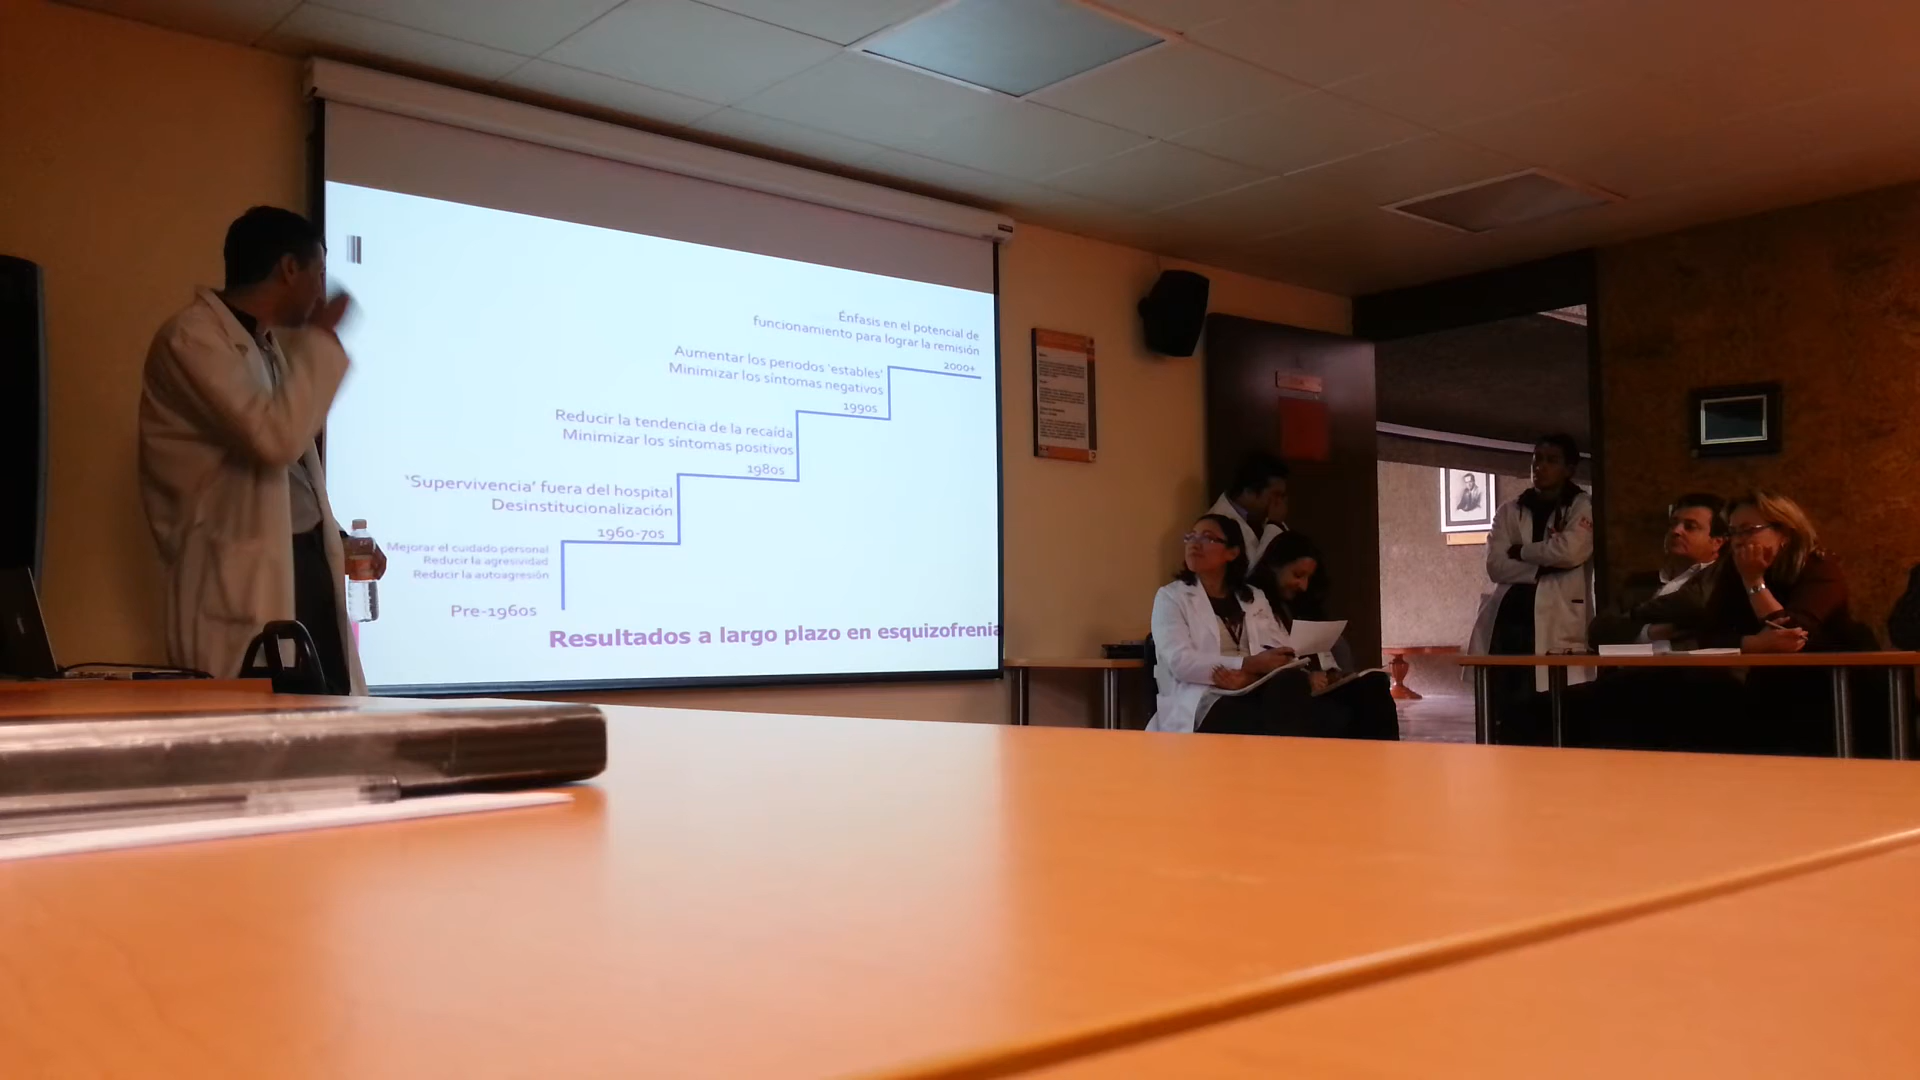 Énfasis en el potencial de
funcionamiento para lograr la remisión
2000+
Aumentar los periodos 'estables'
Minimizar los síntomas negativos
1990s
Reducir la tendencia de la recaída
Minimizar los síntomas positivos
1980s
'Supervivencia' fuera del hospital
Desinstitucionalización
1960-70s
Mejorar el cuidado personal
Reducir la agresividad
Reducir la autoagresión
Pre-1960s
Resultados a largo plazo en esquizofrenia